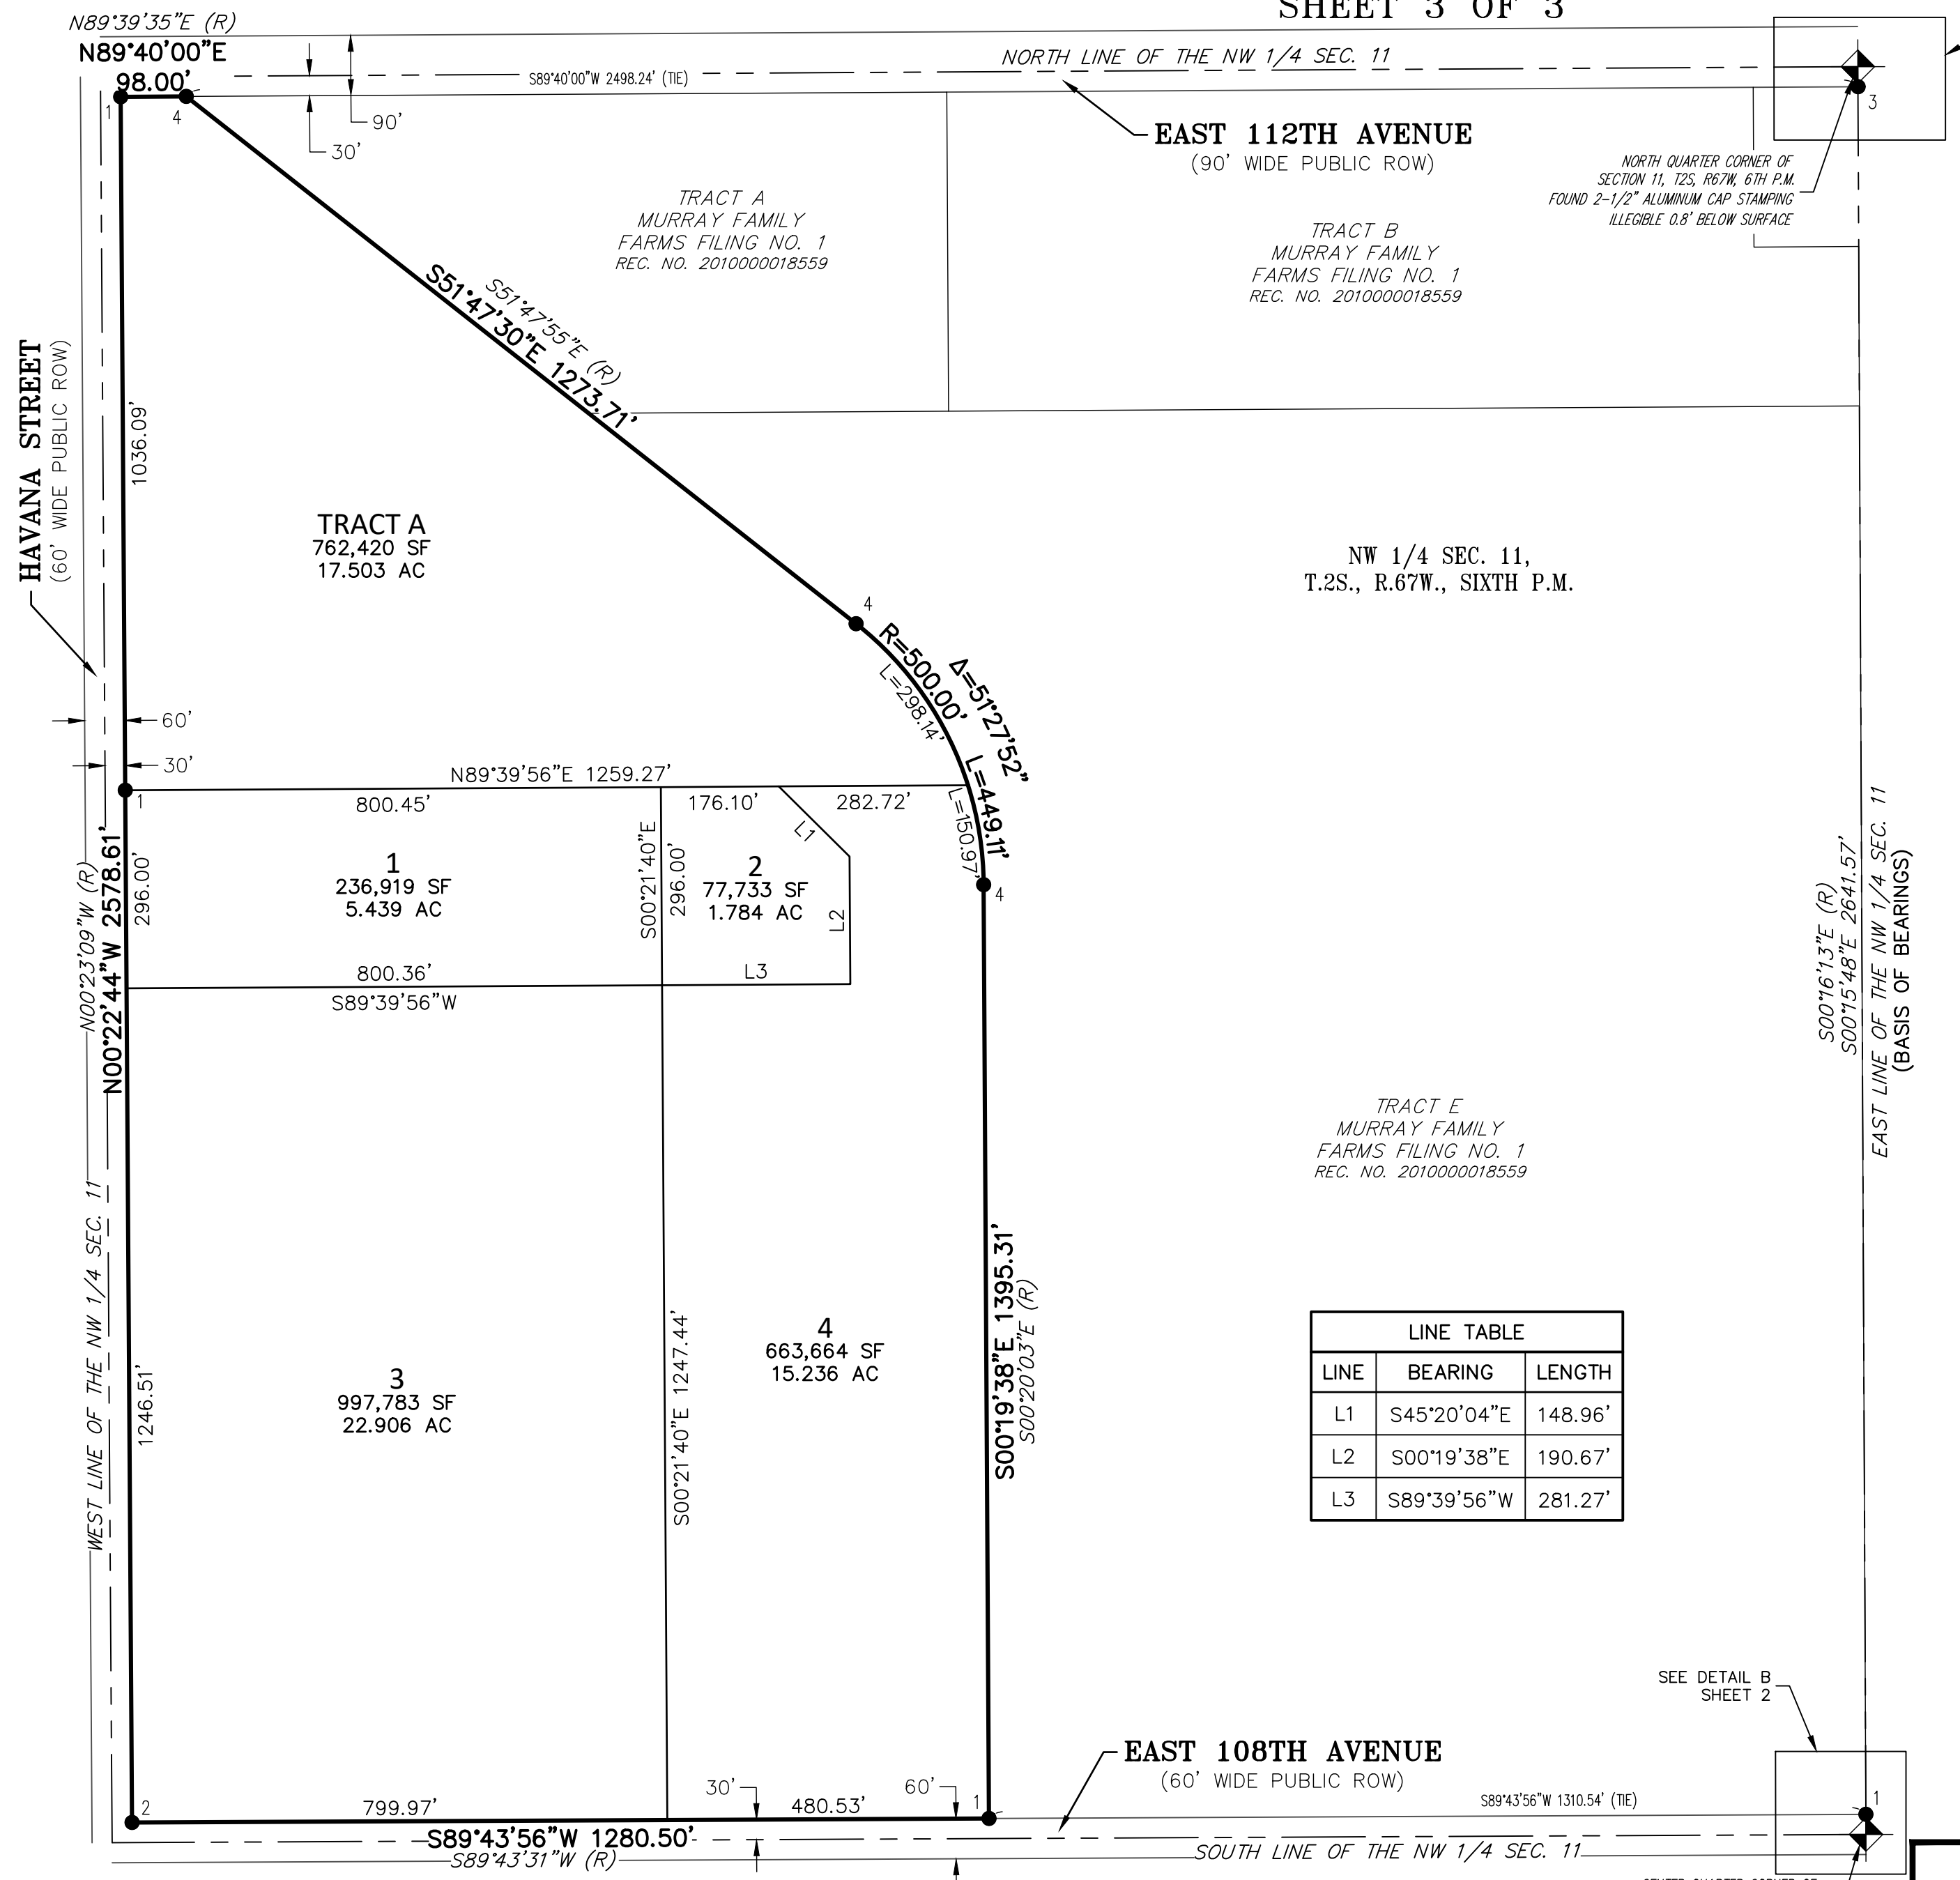 SHEET 3 OF 3
N89°39'35"E (R)
N89°40'00"E
98.00'
S89°40'00"W 2498.24' (TIE)
NORTH LINE OF THE NW 1/4 SEC. 11
1
4
90'
30'
3
EAST 112TH AVENUE
(90' WIDE PUBLIC ROW)
NORTH QUARTER CORNER OF
SECTION 11, T2S, R67W, 6TH P.M.
FOUND 2-1/2" ALUMINUM CAP STAMPING
ILLEGIBLE 0.8' BELOW SURFACE
TRACT A
MURRAY FAMILY
FARMS FILING NO. 1
REC. NO. 2010000018559
TRACT B
MURRAY FAMILY
FARMS FILING NO. 1
REC. NO. 2010000018559
S51°47'55"E (R)
S51°47'30"E 1273.71'
HAVANA STREET
(60' WIDE PUBLIC ROW)
1036.09'
TRACT A
762,420 SF
17.503 AC
NW 1/4 SEC. 11,
T.2S., R.67W., SIXTH P.M.
4
R=500.00'
Δ=51°27'52"
L=449.11'
L=298.14'
L=150.97'
60'
30'
N89°39'56"E 1259.27'
1
800.45'
176.10'
282.72'
L1
296.00'
1
236,919 SF
5.439 AC
S00°21'40"E
296.00'
2
77,733 SF
1.784 AC
L2
4
800.36'
L3
S89°39'56"W
N00°23'09"W (R)
N00°22'44"W 2578.61'
S00°16'13"E (R)
S00°15'48"E 2641.57'
EAST LINE OF THE NW 1/4 SEC. 11
(BASIS OF BEARINGS)
TRACT E
MURRAY FAMILY
FARMS FILING NO. 1
REC. NO. 2010000018559
WEST LINE OF THE NW 1/4 SEC. 11
1246.51'
3
997,783 SF
22.906 AC
S00°21'40"E 1247.44'
4
663,664 SF
15.236 AC
S00°19'38"E 1395.31'
S00°20'03"E (R)
LINE TABLE
LINE BEARING LENGTH
L1 S45°20'04"E 148.96'
L2 S00°19'38"E 190.67'
L3 S89°39'56"W 281.27'
SEE DETAIL B
SHEET 2
EAST 108TH AVENUE
(60' WIDE PUBLIC ROW)
2
799.97'
30'
480.53'
60'
1
S89°43'56"W 1310.54' (TIE)
1
S89°43'56"W 1280.50'
S89°43'31"W (R)
SOUTH LINE OF THE NW 1/4 SEC. 11